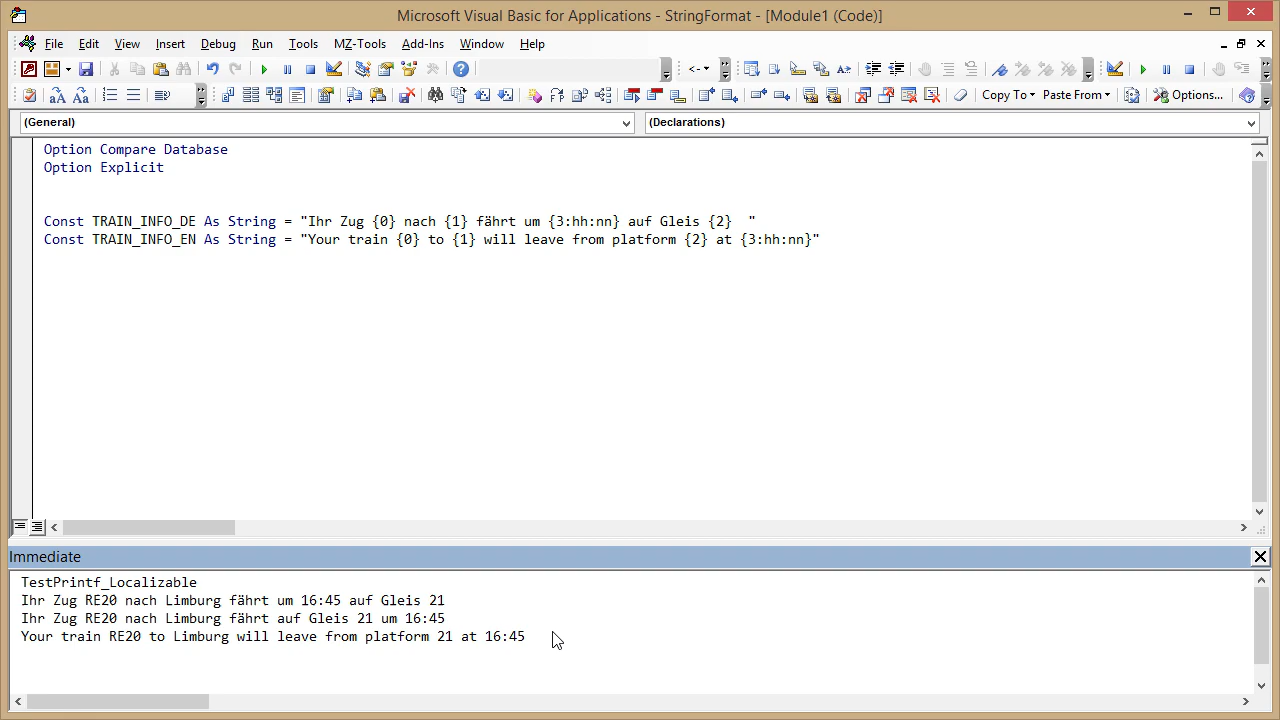 Microsoft Visual Basic for Applications - StringFormat - [Module1 (Code)]
File Edit View Insert Debug Run Tools MZ-Tools Add-Ins Window Help
Copy To Paste From Options...
(General) (Declarations)
Option Compare Database
Option Explicit
Const TRAIN_INFO_DE As String = "Ihr Zug {0} nach {1} fährt um {3:hh:nn} auf Gleis {2}  "
Const TRAIN_INFO_EN As String = "Your train {0} to {1} will leave from platform {2} at {3:hh:nn}"
Immediate
TestPrintf_Localizable
Ihr Zug RE20 nach Limburg fährt um 16:45 auf Gleis 21
Ihr Zug RE20 nach Limburg fährt auf Gleis 21 um 16:45
Your train RE20 to Limburg will leave from platform 21 at 16:45